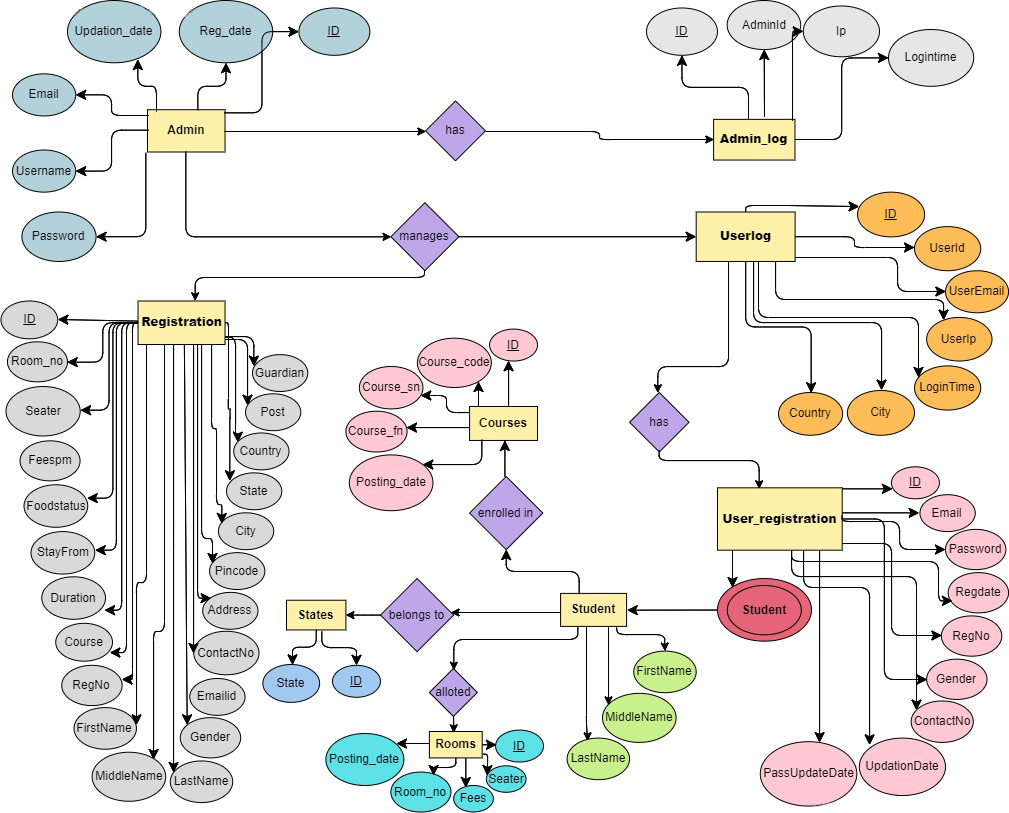 Updation_date
Reg_date
ID
Email
Admin
Username
Password
has
ID
AdminId
Ip
Logintime
Admin_log
manages
Userlog
ID
UserId
UserEmail
UserIp
LoginTime
City
Country
Registration
ID
Room_no
Seater
Feespm
Foodstatus
StayFrom
Duration
Course
RegNo
FirstName
MiddleName
LastName
Gender
Emailid
ContactNo
Address
Pincode
City
State
Country
Post
Guardian
ID
Course_code
Course_sn
Course_fn
Posting_date
Courses
enrolled in
has
User_registration
ID
Email
Password
Regdate
RegNo
Gender
ContactNo
UpdationDate
PassUpdateDate
Student
Student
belongs to
States
State
ID
alloted
FirstName
MiddleName
LastName
Rooms
Posting_date
Room_no
Fees
Seater
ID